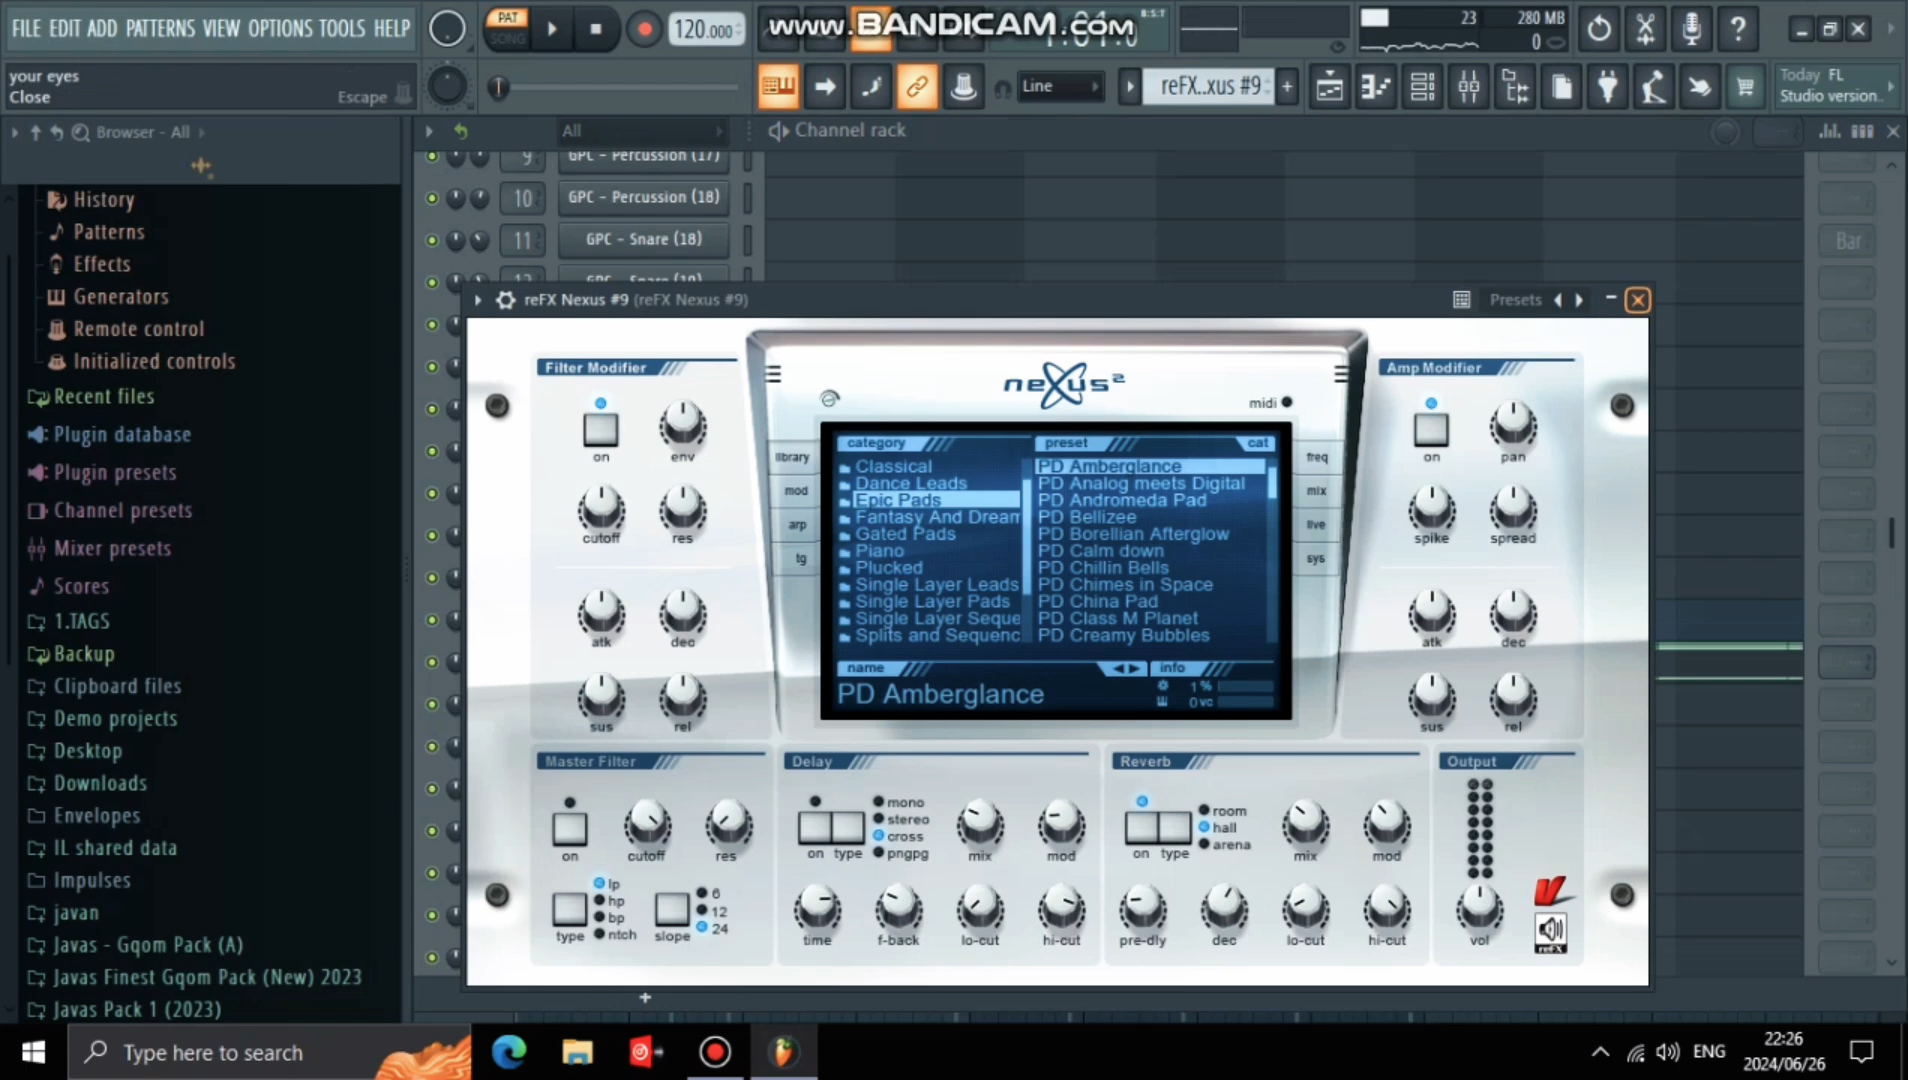 FILE EDIT ADD PATTERNS VIEW OPTIONS TOOLS HELP
PAT
SONG
120.000
www.BANDICAM.com
B:S:T
23
280 MB
0
your eyes
Close
Escape
Line
reFX..xus #9
Today FL
Studio version..
Browser - All
All
Channel rack
History
Patterns
Effects
Generators
Remote control
Initialized controls
Recent files
Plugin database
Plugin presets
Channel presets
Mixer presets
Scores
1.TAGS
Backup
Clipboard files
Demo projects
Desktop
Downloads
Envelopes
IL shared data
Impulses
javan
Javas - Gqom Pack (A)
Javas Finest Gqom Pack (New) 2023
Javas Pack 1 (2023)
9
GPC - Percussion (17)
10
GPC - Percussion (18)
11
GPC - Snare (18)
Bar
reFX Nexus #9 (reFX Nexus #9)
Presets
Filter Modifier
on
env
cutoff
res
atk
dec
sus
rel
nexus²
midi
library
mod
arp
tg
category
Classical
Dance Leads
Epic Pads
Fantasy And Dream
Gated Pads
Piano
Plucked
Single Layer Leads
Single Layer Pads
Single Layer Seque
Splits and Sequenc
preset
cat
PD Amberglance
PD Analog meets Digital
PD Andromeda Pad
PD Bellizee
PD Borellian Afterglow
PD Calm down
PD Chillin Bells
PD Chimes in Space
PD China Pad
PD Class M Planet
PD Creamy Bubbles
name
PD Amberglance
info
1 %
0 vc
freq
mix
live
sys
Amp Modifier
on
pan
spike
spread
atk
dec
sus
rel
Master Filter
on
cutoff
res
type
lp
hp
bp
ntch
slope
6
12
24
Delay
on
type
mono
stereo
cross
pngpg
mix
mod
time
f-back
lo-cut
hi-cut
Reverb
on
type
room
hall
arena
mix
mod
pre-dly
dec
lo-cut
hi-cut
Output
vol
reFX
Type here to search
ENG
22:26
2024/06/26